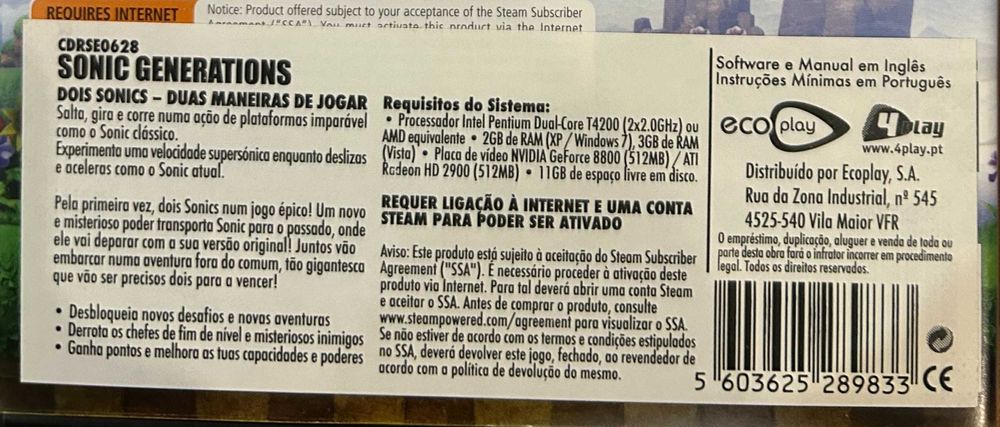 REQUIRES INTERNET
Notice: Product offered subject to your acceptance of the Steam Subscriber
Agreement ("SSA"). You must activate this product via the Internet
CDRSE0628
SONIC GENERATIONS
DOIS SONICS – DUAS MANEIRAS DE JOGAR
Salta, gira e corre numa ação de plataformas imparável
como o Sonic clássico.
Experimenta uma velocidade supersónica enquanto deslizas
e aceleras como o Sonic atual.
Pela primeira vez, dois Sonics num jogo épico! Um novo
e misterioso poder transporta Sonic para o passado, onde
ele vai deparar com a sua versão original! Juntos vão
embarcar numa aventura fora do comum, tão gigantesca
que vão ser precisos dois para a vencer!
• Desbloqueia novos desafios e novas aventuras
• Derrota os chefes de fim de nível e misteriosos inimigos
• Ganha pontos e melhora as tuas capacidades e poderes
Requisitos do Sistema:
• Processador Intel Pentium Dual-Core T4200 (2x2.0GHz) ou
AMD equivalente • 2GB de RAM (XP / Windows 7), 3GB de RAM
(Vista) • Placa de vídeo NVIDIA GeForce 8800 (512MB) / ATI
Radeon HD 2900 (512MB) • 11GB de espaço livre em disco.
REQUER LIGAÇÃO À INTERNET E UMA CONTA
STEAM PARA PODER SER ATIVADO
Aviso: Este produto está sujeito à aceitação do Steam Subscriber
Agreement ("SSA"). É necessário proceder à ativação deste
produto via Internet. Para tal deverá abrir uma conta Steam
e aceitar o SSA. Antes de comprar o produto, consulte
www.steampowered.com/agreement para visualizar o SSA.
Se não estiver de acordo com os termos e condições estipulados
no SSA, deverá devolver este jogo, fechado, ao revendedor de
acordo com a política de devolução do mesmo.
Software e Manual em Inglês
Instruções Mínimas em Português
eco play
4play
www.4play.pt
Distribuído por Ecoplay, S.A.
Rua da Zona Industrial, nº 545
4525-540 Vila Maior VFR
O empréstimo, duplicação, aluguer e venda de toda ou
parte desta obra fará o infrator incorrer em procedimento
legal. Todos os direitos reservados.
5 603625 289833 CE